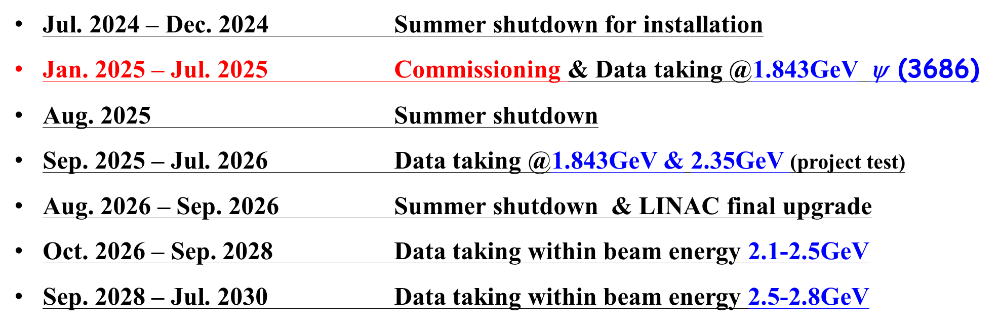 • Jul. 2024 – Dec. 2024 Summer shutdown for installation
• Jan. 2025 – Jul. 2025 Commissioning & Data taking @1.843GeV ψ (3686)
• Aug. 2025 Summer shutdown
• Sep. 2025 – Jul. 2026 Data taking @1.843GeV & 2.35GeV (project test)
• Aug. 2026 – Sep. 2026 Summer shutdown & LINAC final upgrade
• Oct. 2026 – Sep. 2028 Data taking within beam energy 2.1-2.5GeV
• Sep. 2028 – Jul. 2030 Data taking within beam energy 2.5-2.8GeV